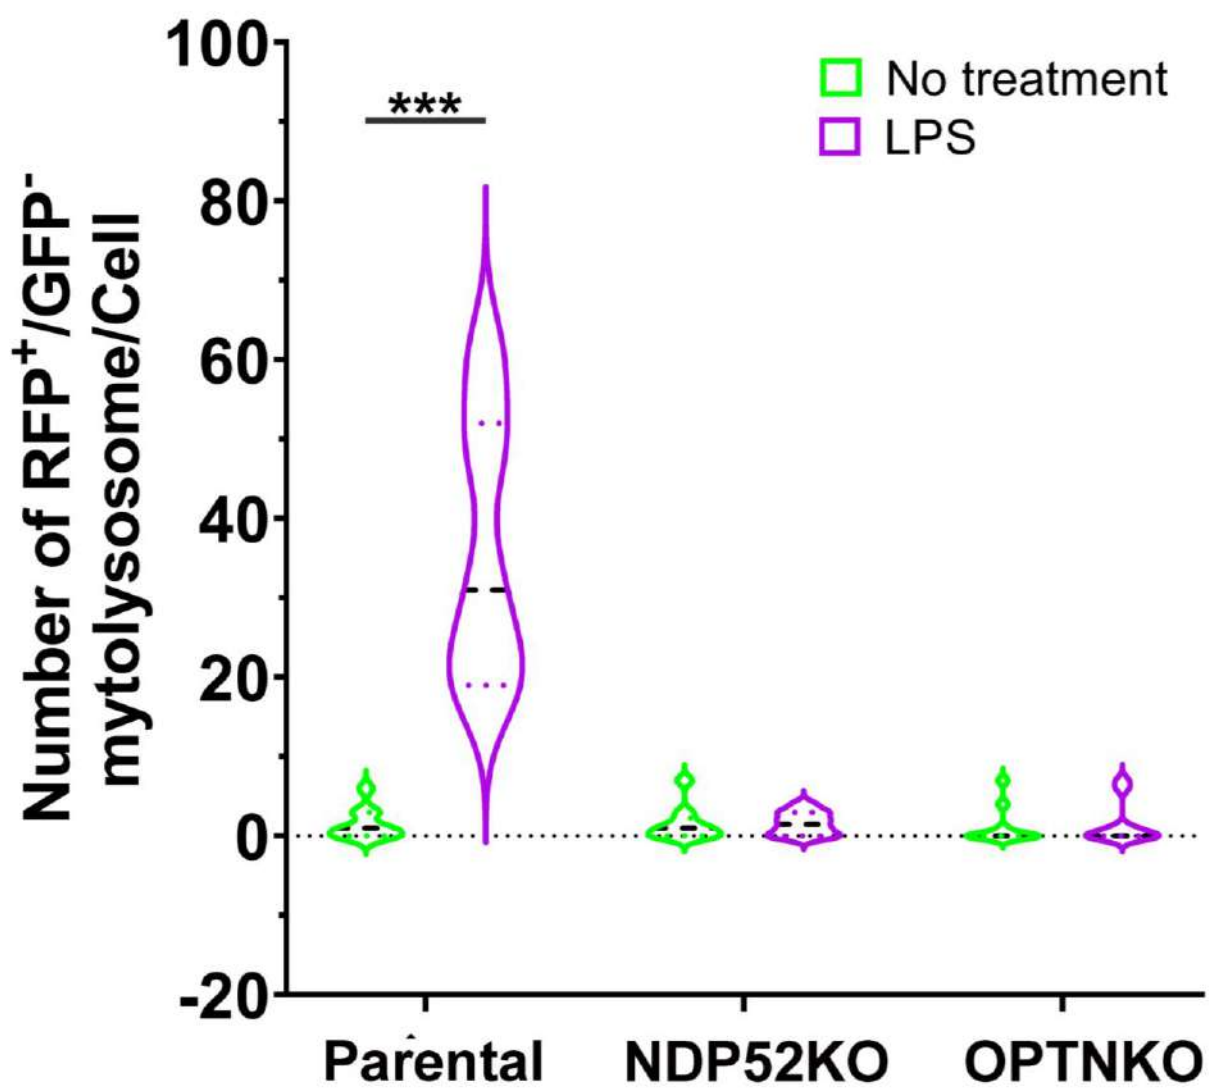 Number of RFP⁺/GFP⁻
mytolysosome/Cell
100
80
60
40
20
0
-20
***
No treatment
LPS
Parental
NDP52KO
OPTNKO